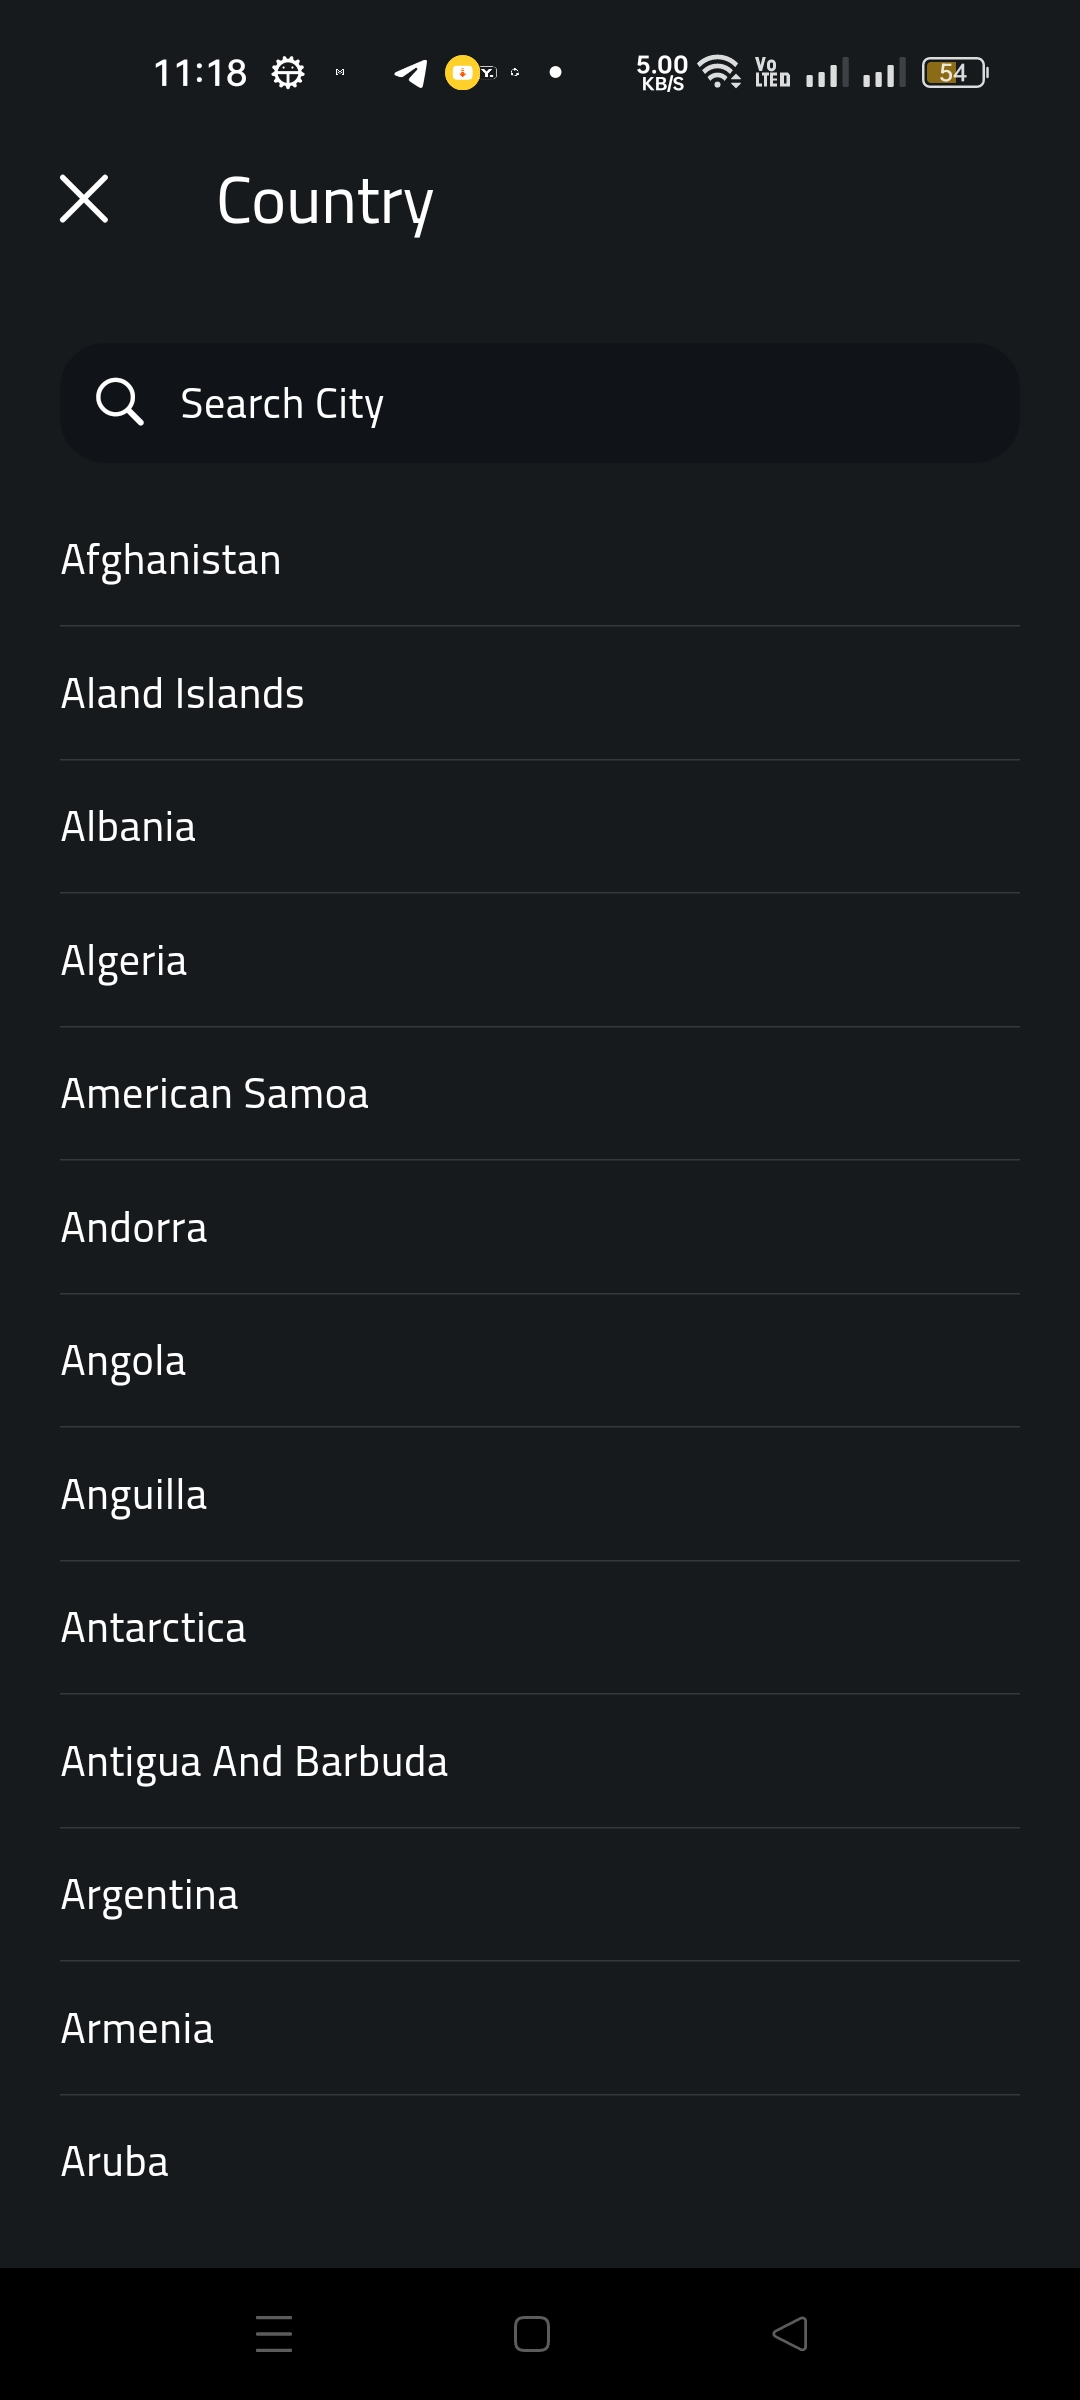 11:18
5.00
KB/S
Vo
LTE
54
Country
Search City
Afghanistan
Aland Islands
Albania
Algeria
American Samoa
Andorra
Angola
Anguilla
Antarctica
Antigua And Barbuda
Argentina
Armenia
Aruba